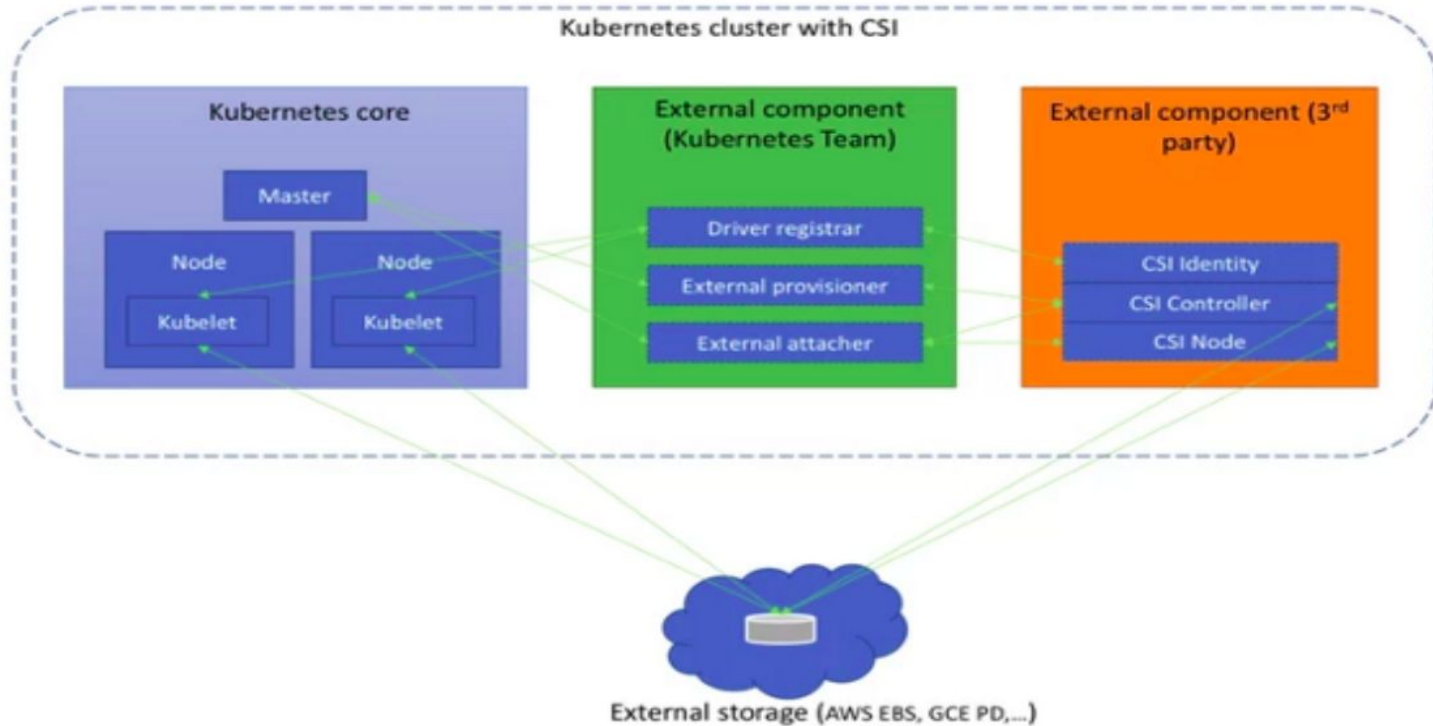 Kubernetes cluster with CSI
Kubernetes core
Master
Node
Node
Kubelet
Kubelet
External component
(Kubernetes Team)
Driver registrar
External provisioner
External attacher
External component (3rd
party)
CSI Identity
CSI Controller
CSI Node
External storage (AWS EBS, GCE PD,...)